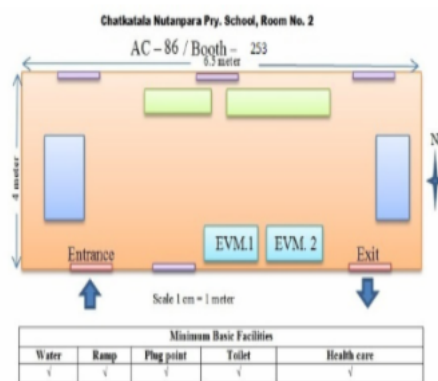 Chatkatala Nutanpara Pry. School, Room No. 2
AC – 86 / Booth – 253
6.5 meter
4 meter
N
EVM.1 EVM. 2
Entrance Exit
Scale 1 cm = 1 meter
Minimum Basic Facilities
Water Ramp Plug point Toilet Health care
√ √ √ √ √